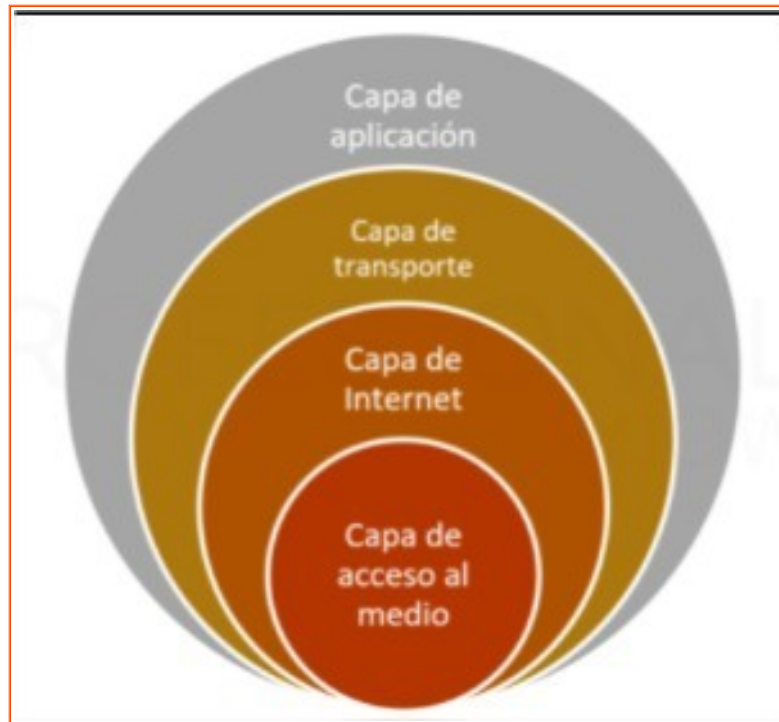 Capa de
aplicación
Capa de
transporte
Capa de
Internet
Capa de
acceso al
medio